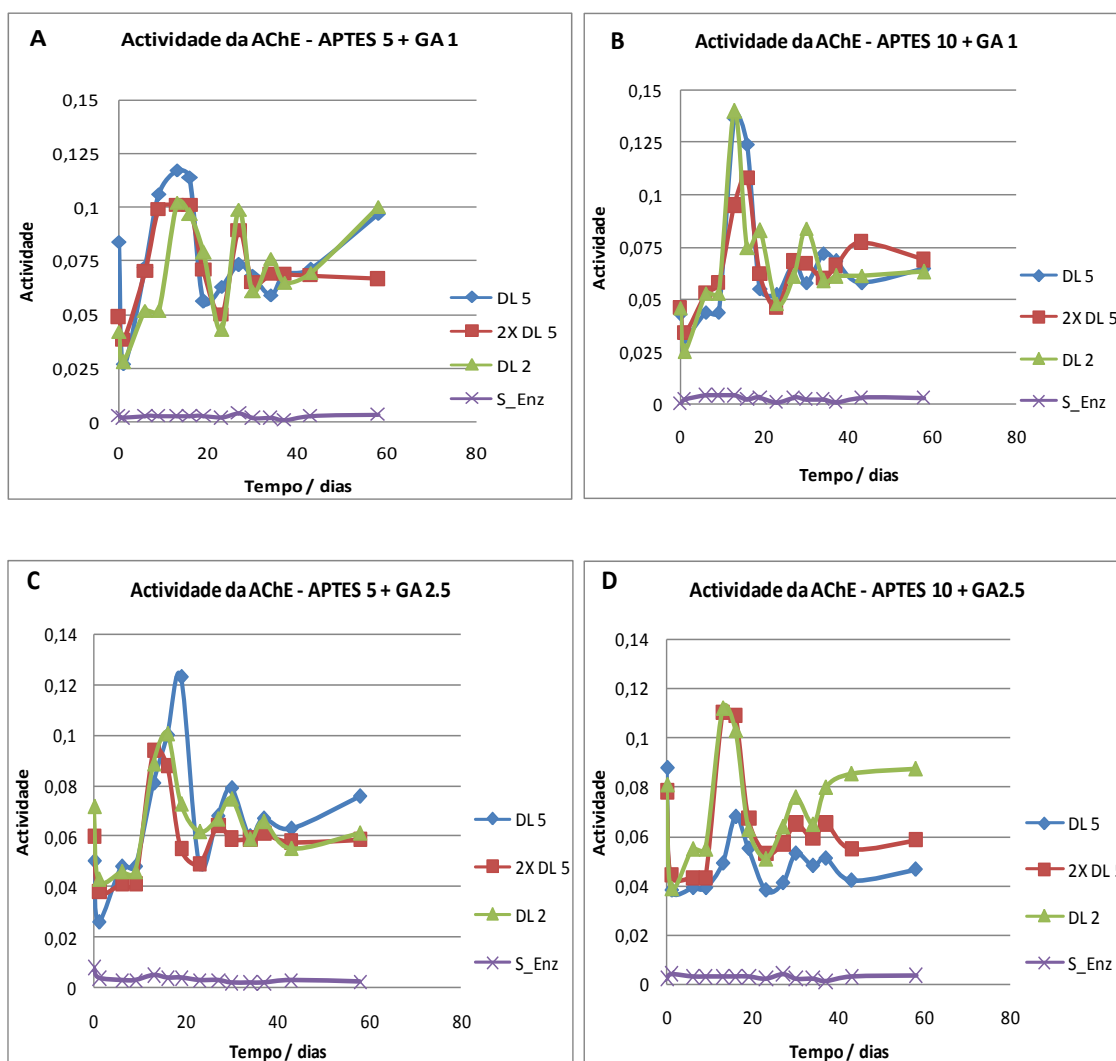 A
Actividade da AChE - APTES 5 + GA 1
0,15
0,125
0,1
0,075
0,05
0,025
0
Actividade
0 20 40 60 80
Tempo / dias
DL 5
2X DL 5
DL 2
S_Enz
B
Actividade da AChE - APTES 10 + GA 1
0,15
0,125
0,1
0,075
0,05
0,025
0
Actividade
0 20 40 60 80
Tempo / dias
DL 5
2X DL 5
DL 2
S_Enz
C
Actividade da AChE - APTES 5 + GA 2.5
0,14
0,12
0,1
0,08
0,06
0,04
0,02
0
Actividade
0 20 40 60 80
Tempo / dias
DL 5
2X DL 5
DL 2
S_Enz
D
Actividade da AChE - APTES 10 + GA2.5
0,14
0,12
0,1
0,08
0,06
0,04
0,02
0
Actividade
0 20 40 60 80
Tempo / dias
DL 5
2X DL 5
DL 2
S_Enz